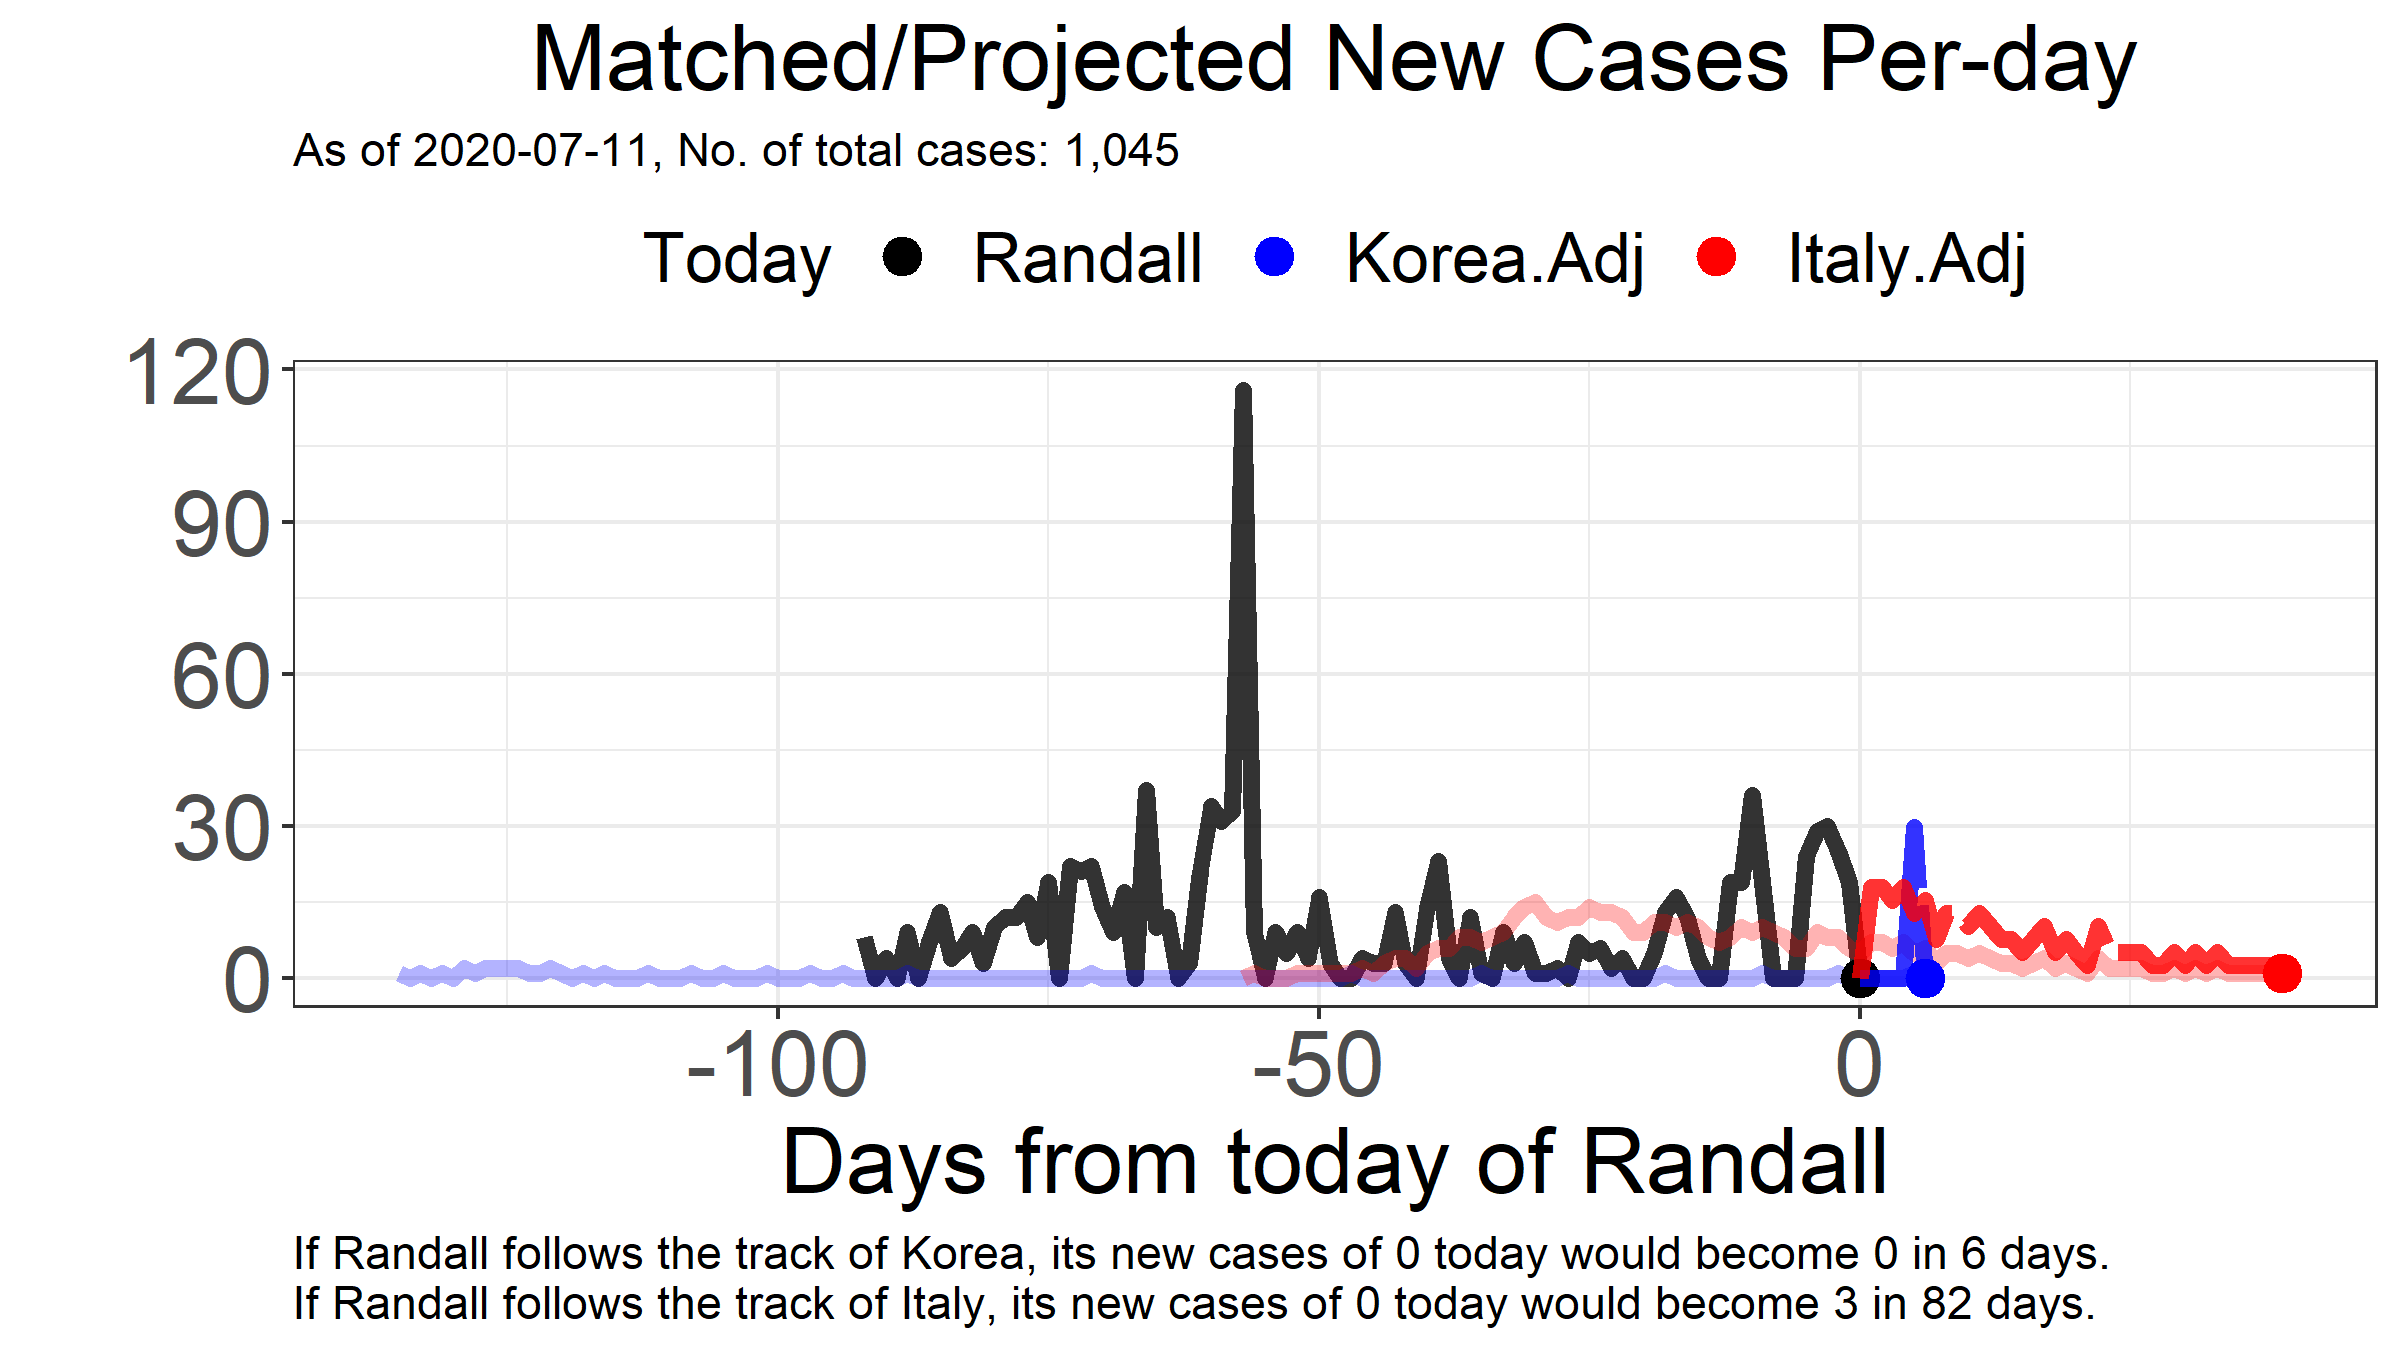 Matched/Projected New Cases Per-day
As of 2020-07-11, No. of total cases: 1,045
Today Randall Korea.Adj Italy.Adj
120
90
60
30
0
-100 -50 0
Days from today of Randall
If Randall follows the track of Korea, its new cases of 0 today would become 0 in 6 days.
If Randall follows the track of Italy, its new cases of 0 today would become 3 in 82 days.